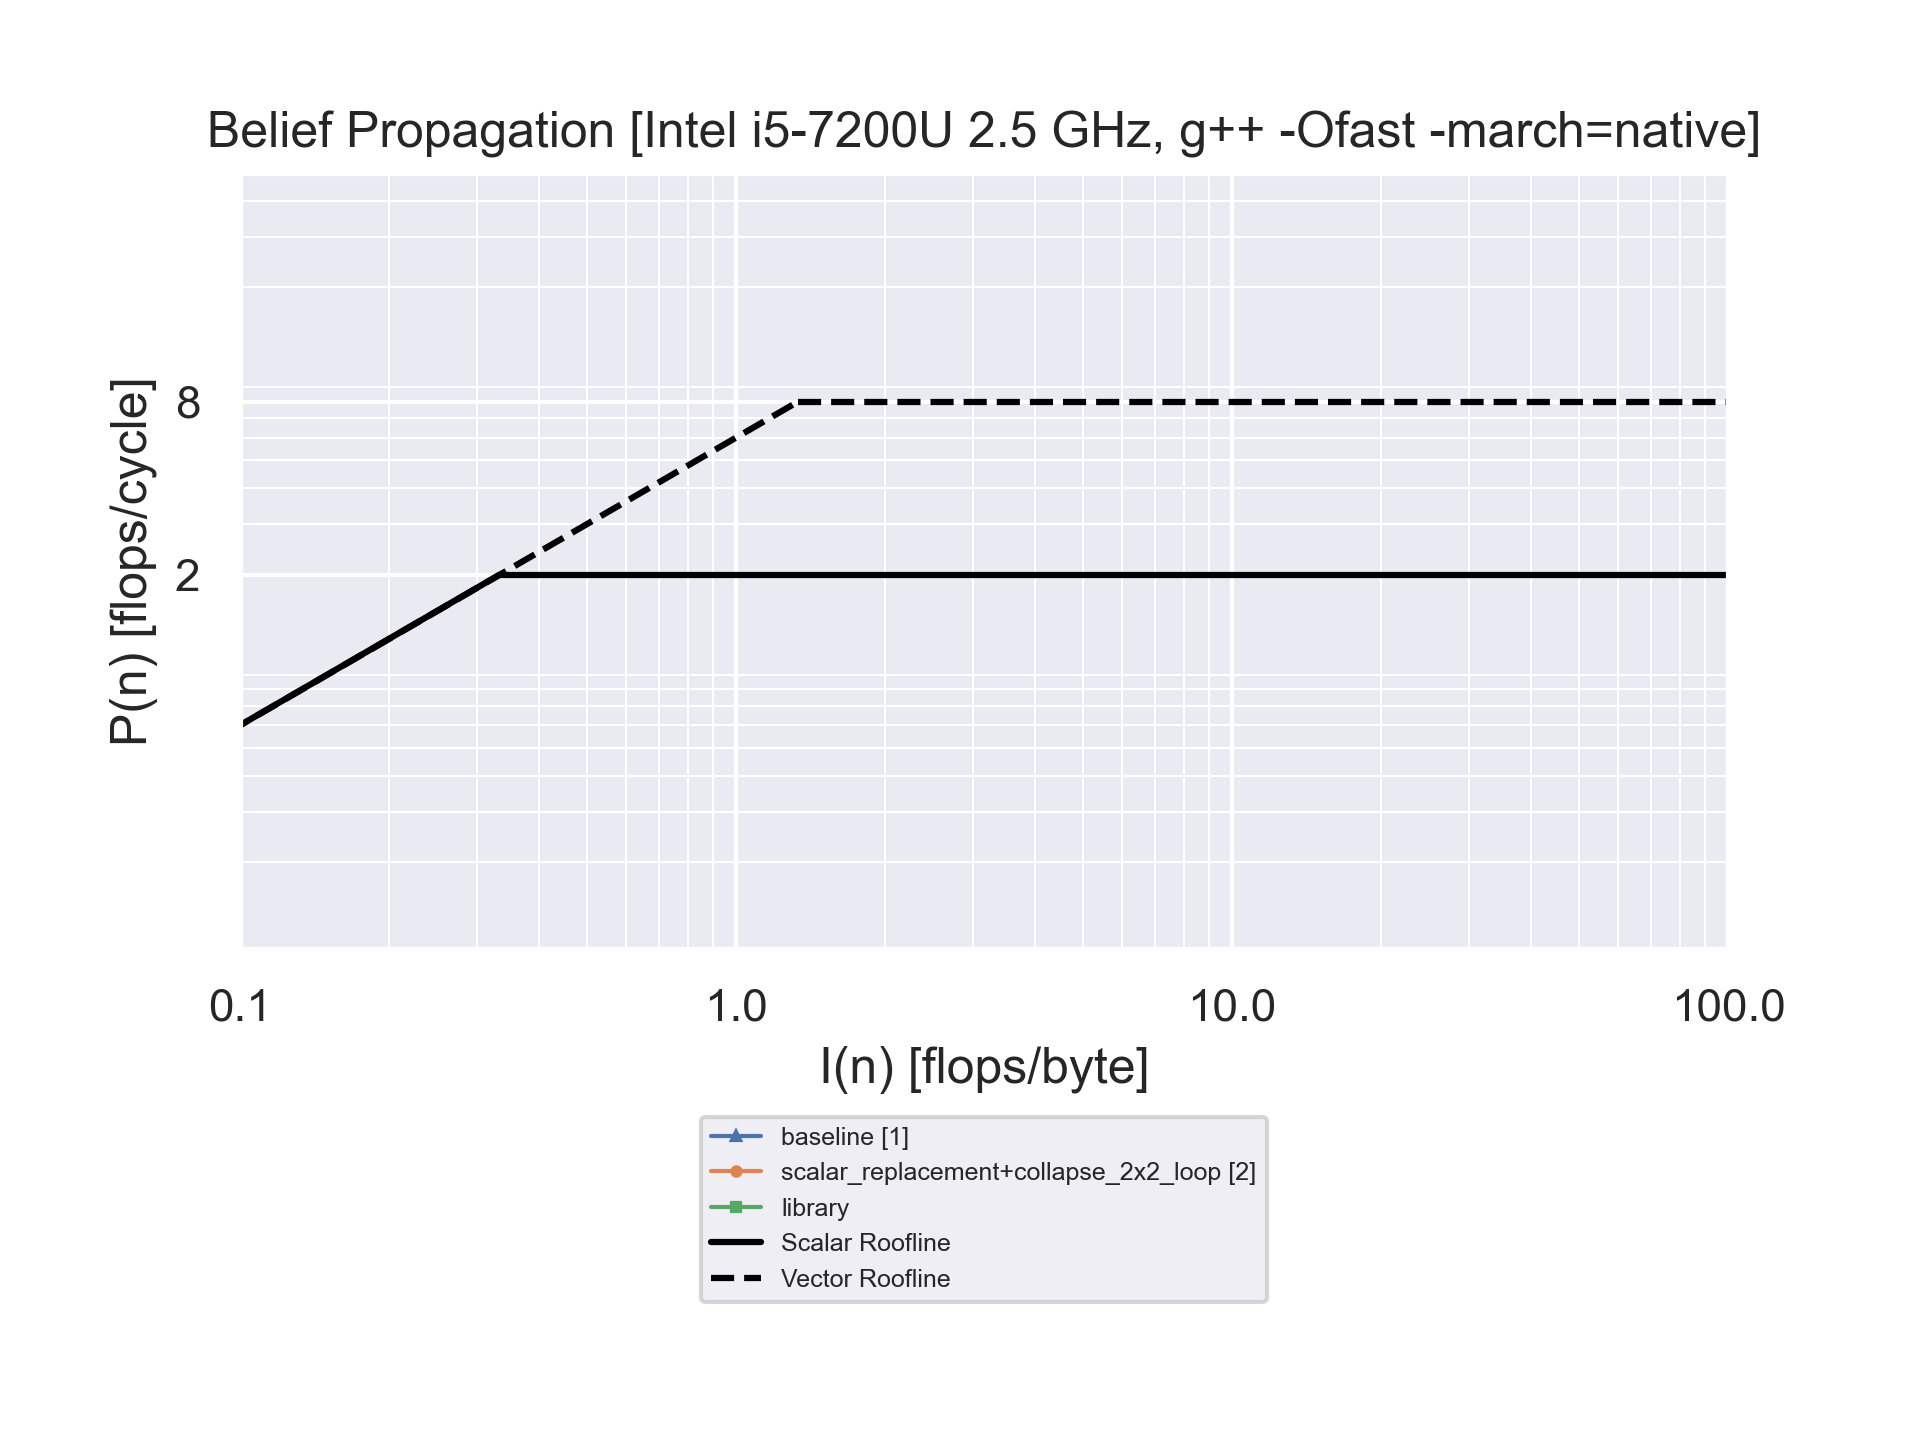 Belief Propagation [Intel i5-7200U 2.5 GHz, g++ -Ofast -march=native]
P(n) [flops/cycle]
8
2
0.1 1.0 10.0 100.0
I(n) [flops/byte]
baseline [1]
scalar_replacement+collapse_2x2_loop [2]
library
Scalar Roofline
Vector Roofline